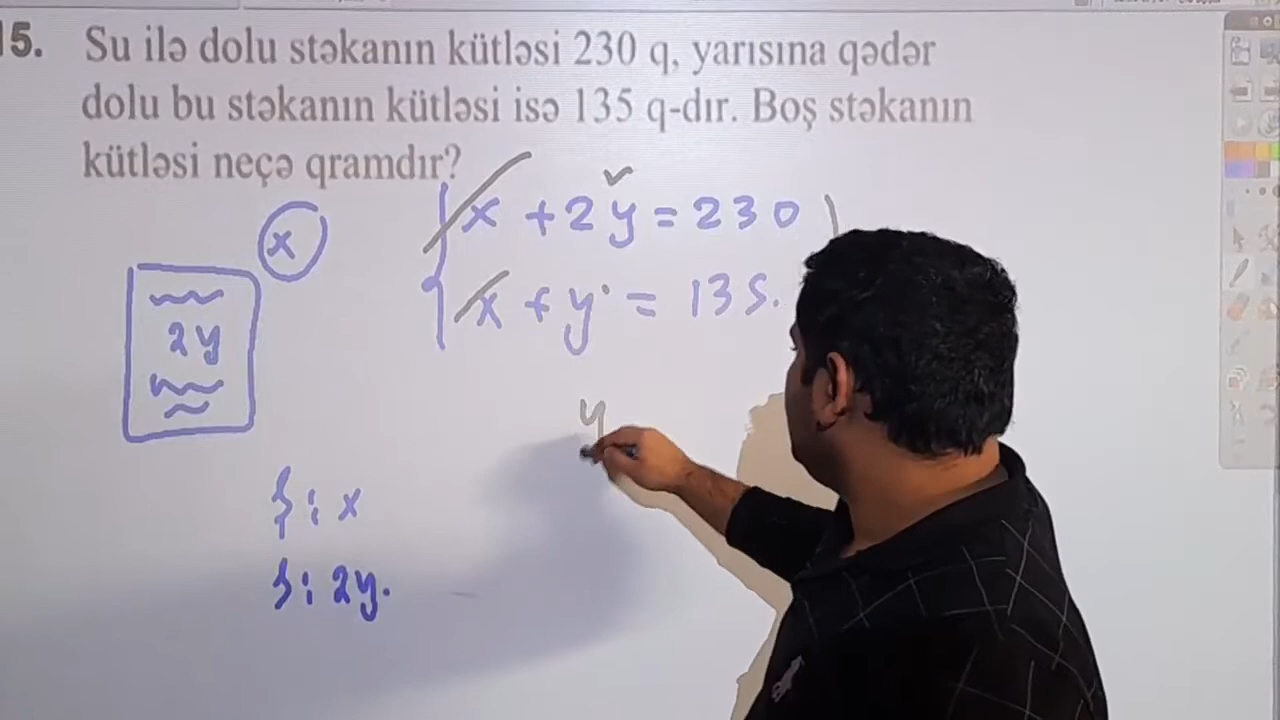 15. Su ilə dolu stəkanın kütləsi 230 q, yarısına qədər
dolu bu stəkanın kütləsi isə 135 q-dır. Boş stəkanın
kütləsi neçə qramdır?
x + 2y = 230
x + y = 135.
x
2y
y
: x
: 2y.